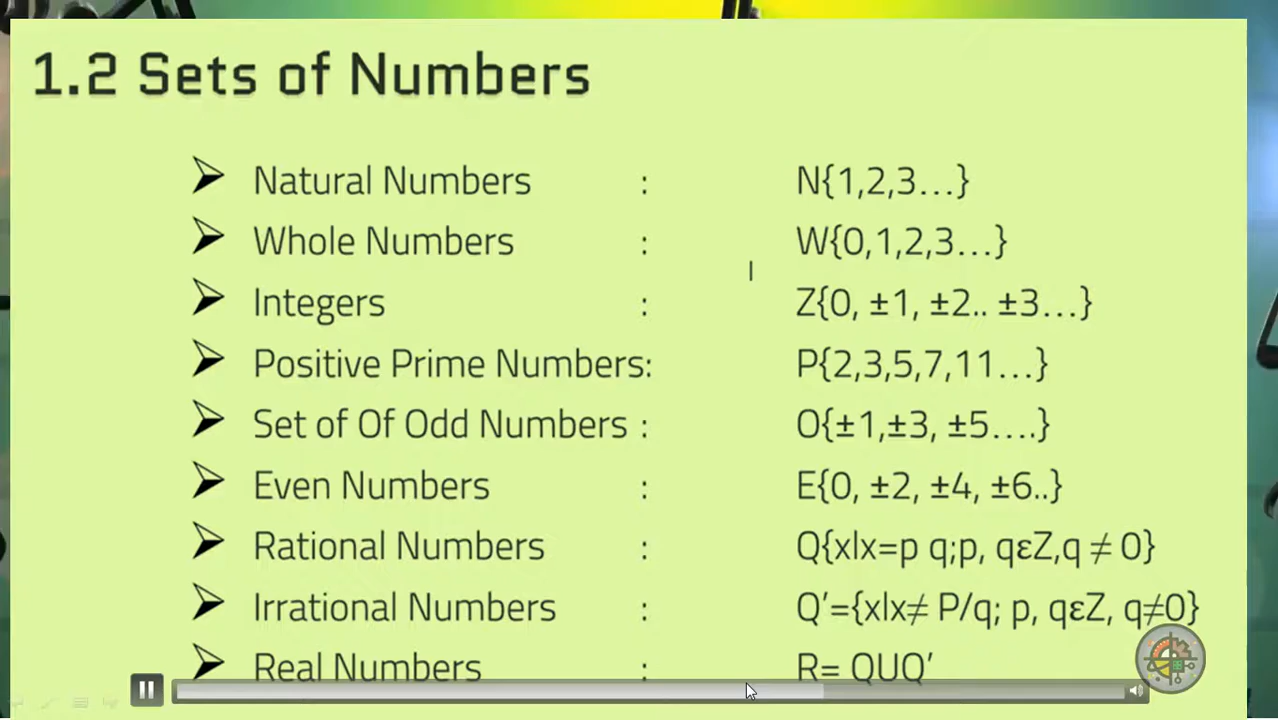 1.2 Sets of Numbers
Natural Numbers : N{1,2,3…}
Whole Numbers : W{0,1,2,3…}
Integers : Z{0, ±1, ±2.. ±3…}
Positive Prime Numbers: P{2,3,5,7,11…}
Set of Of Odd Numbers : O{±1,±3, ±5….}
Even Numbers : E{0, ±2, ±4, ±6..}
Rational Numbers : Q{x|x=p q;p, qεZ,q ≠ 0}
Irrational Numbers : Q’={x|x≠ P/q; p, qεZ, q≠0}
Real Numbers : R= QUQ’